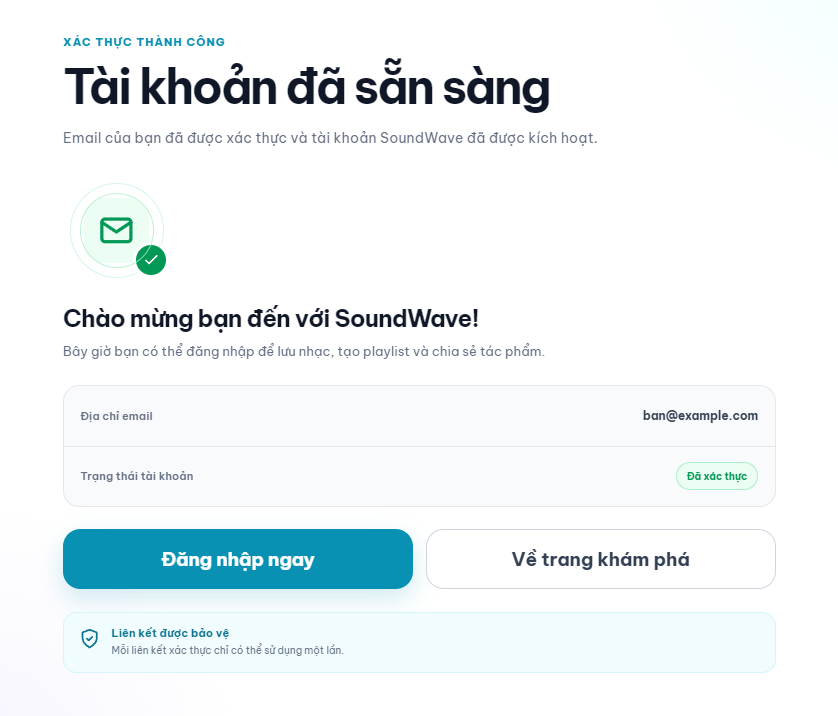 XÁC THỰC THÀNH CÔNG
Tài khoản đã sẵn sàng
Email của bạn đã được xác thực và tài khoản SoundWave đã được kích hoạt.
Chào mừng bạn đến với SoundWave!
Bây giờ bạn có thể đăng nhập để lưu nhạc, tạo playlist và chia sẻ tác phẩm.
Địa chỉ email ban@example.com
Trạng thái tài khoản Đã xác thực
Đăng nhập ngay Về trang khám phá
Liên kết được bảo vệ
Mỗi liên kết xác thực chỉ có thể sử dụng một lần.